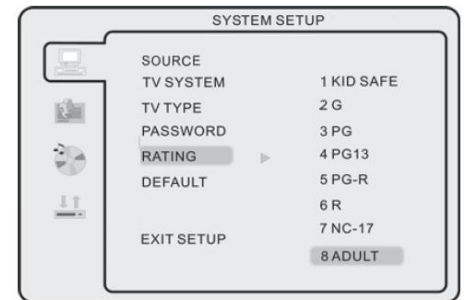 SYSTEM SETUP
SOURCE
TV SYSTEM
TV TYPE
PASSWORD
RATING
DEFAULT
EXIT SETUP
1 KID SAFE
2 G
3 PG
4 PG13
5 PG-R
6 R
7 NC-17
8 ADULT